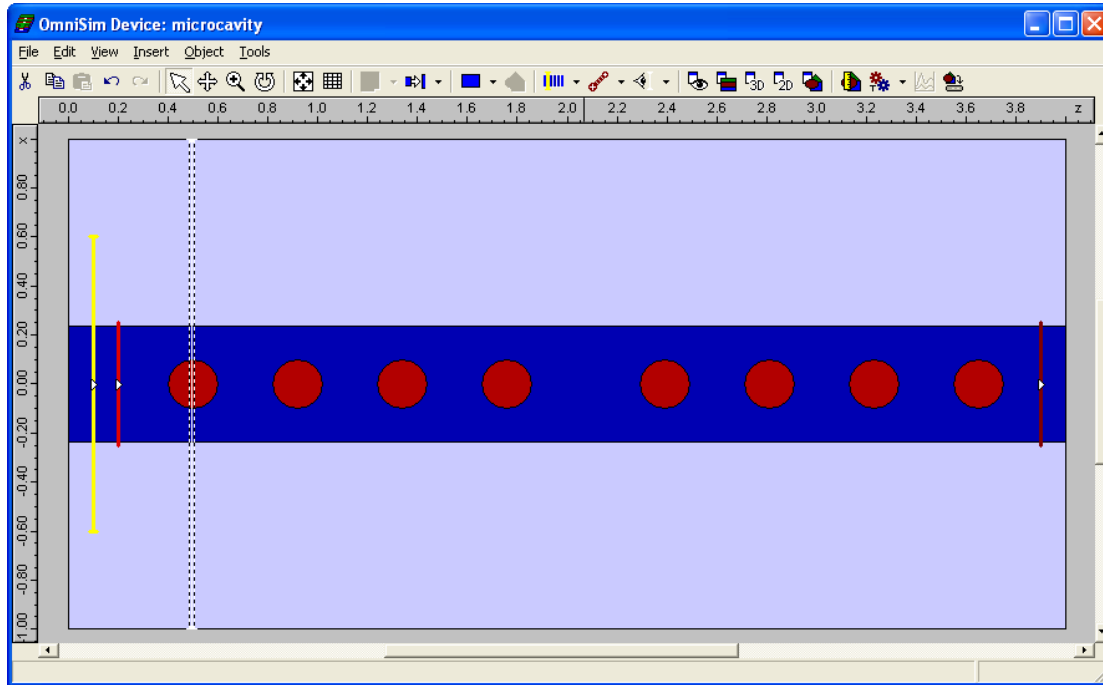 OmniSim Device: microcavity
File Edit View Insert Object Tools
3D 2D
0.0 0.2 0.4 0.6 0.8 1.0 1.2 1.4 1.6 1.8 2.0 2.2 2.4 2.6 2.8 3.0 3.2 3.4 3.6 3.8 z
x
0.80
0.60
0.40
0.20
0.00
-0.20
-0.40
-0.60
-0.80
-1.00